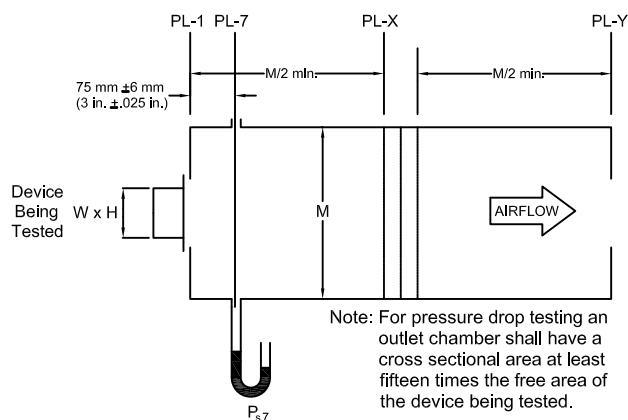 PL-1 PL-7 PL-X PL-Y
M/2 min. M/2 min.
75 mm ±6 mm
(3 in. ±.025 in.)
Device
Being
Tested
W x H
M
AIRFLOW
Note: For pressure drop testing an
outlet chamber shall have a
cross sectional area at least
fifteen times the free area of
the device being tested.
Ps7